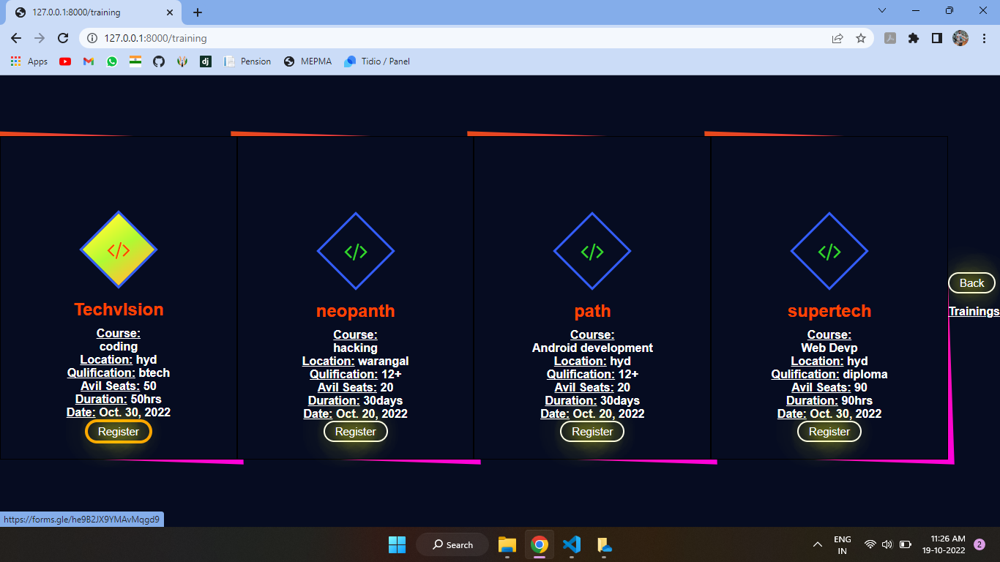 127.0.0.1:8000/training
127.0.0.1:8000/training
Apps
dj
Pension
MEPMA
Tidio / Panel
</>
TechvIsion
Course:
coding
Location: hyd
Qulification: btech
Avil Seats: 50
Duration: 50hrs
Date: Oct. 30, 2022
Register
</>
neopanth
Course:
hacking
Location: warangal
Qulification: 12+
Avil Seats: 20
Duration: 30days
Date: Oct. 20, 2022
Register
</>
path
Course:
Android development
Location: hyd
Qulification: 12+
Avil Seats: 20
Duration: 30days
Date: Oct. 20, 2022
Register
</>
supertech
Course:
Web Devp
Location: hyd
Qulification: diploma
Avil Seats: 90
Duration: 90hrs
Date: Oct. 30, 2022
Register
Back
Trainings
https://forms.gle/he9B2JX9YMAvMqgd9
Search
ENG
IN
11:26 AM
19-10-2022
2